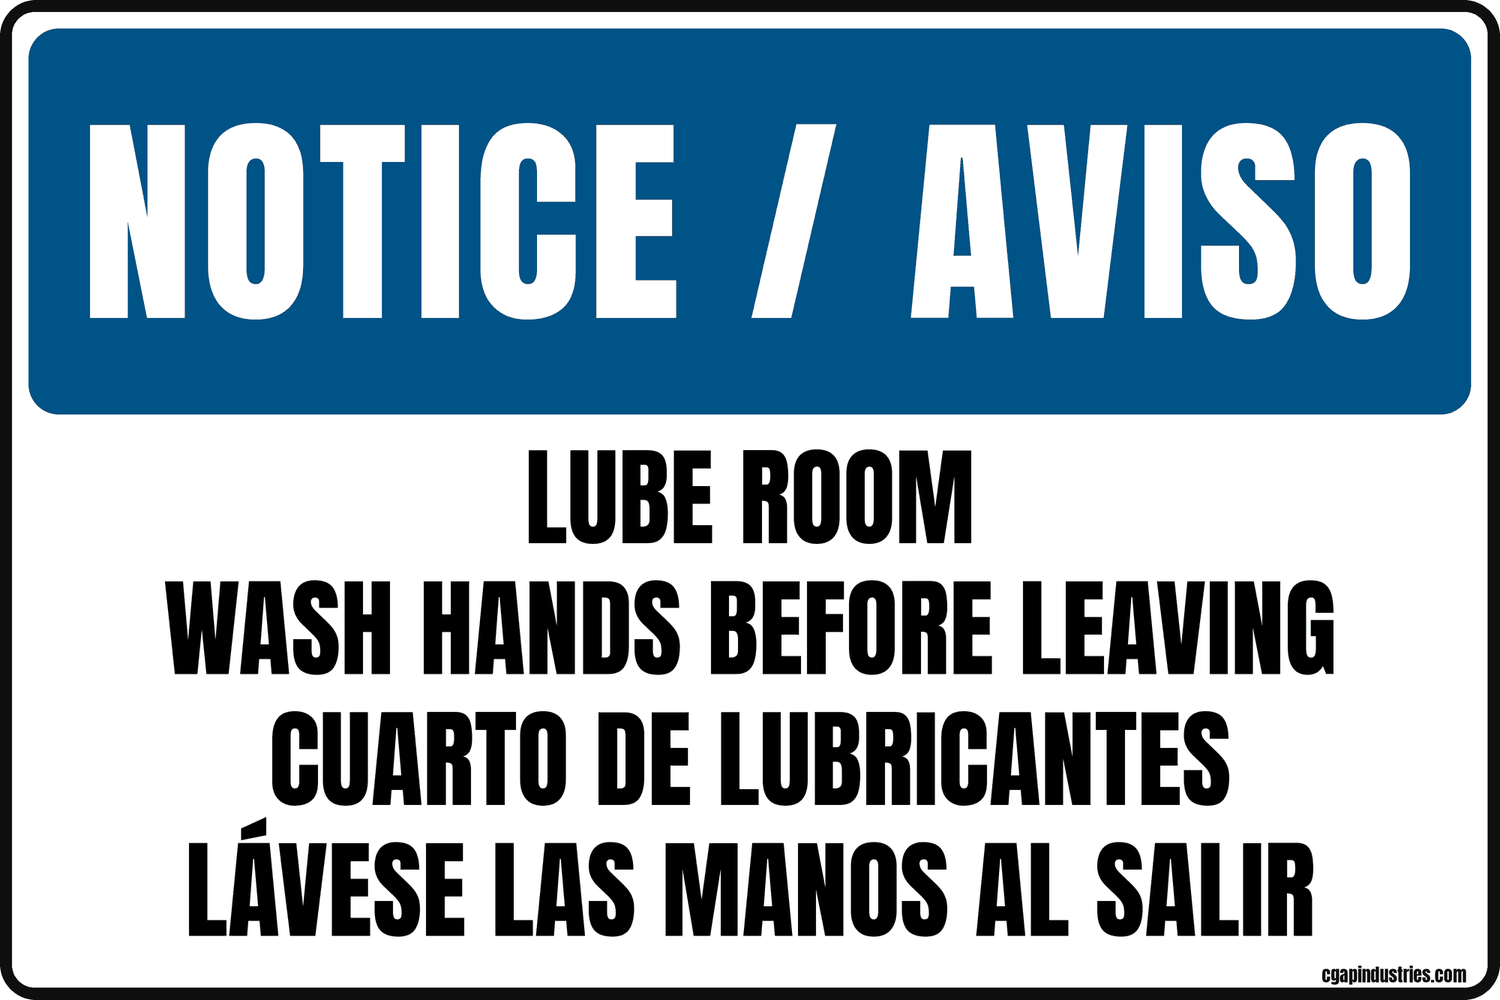 NOTICE / AVISO
LUBE ROOM
WASH HANDS BEFORE LEAVING
CUARTO DE LUBRICANTES
LÁVESE LAS MANOS AL SALIR
cgapindustries.com